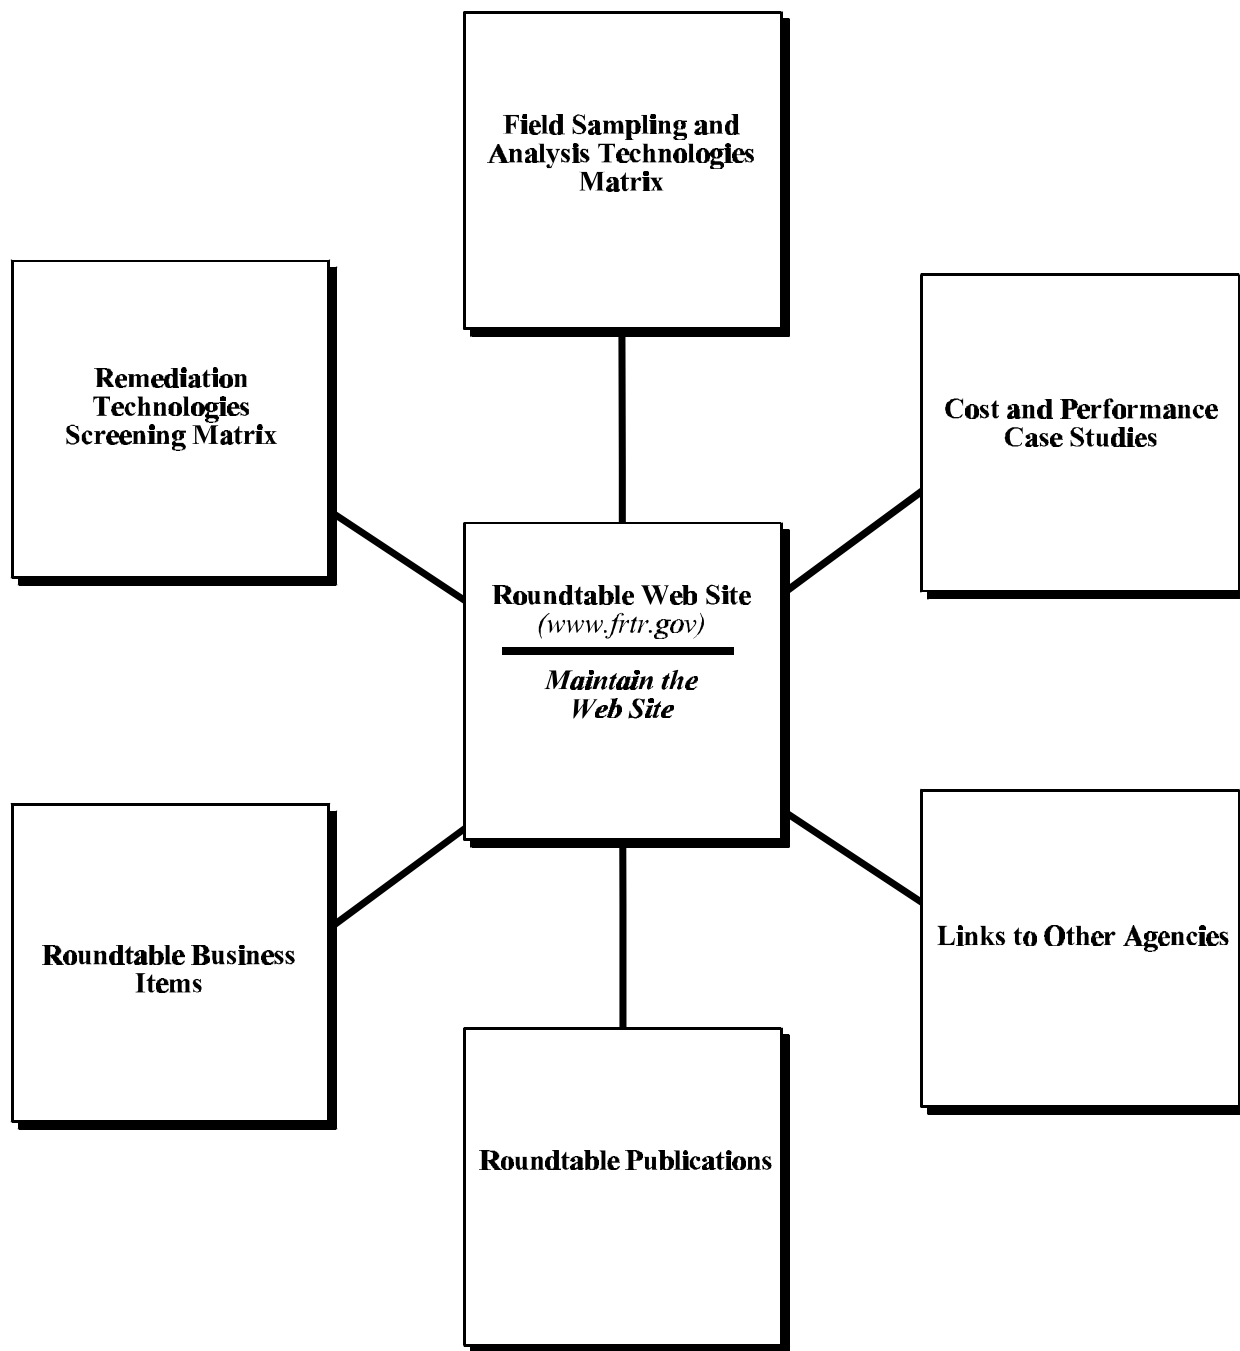 Field Sampling and
Analysis Technologies
Matrix
Remediation
Technologies
Screening Matrix
Cost and Performance
Case Studies
Roundtable Web Site
(www.frtr.gov)
Maintain the
Web Site
Roundtable Business
Items
Links to Other Agencies
Roundtable Publications